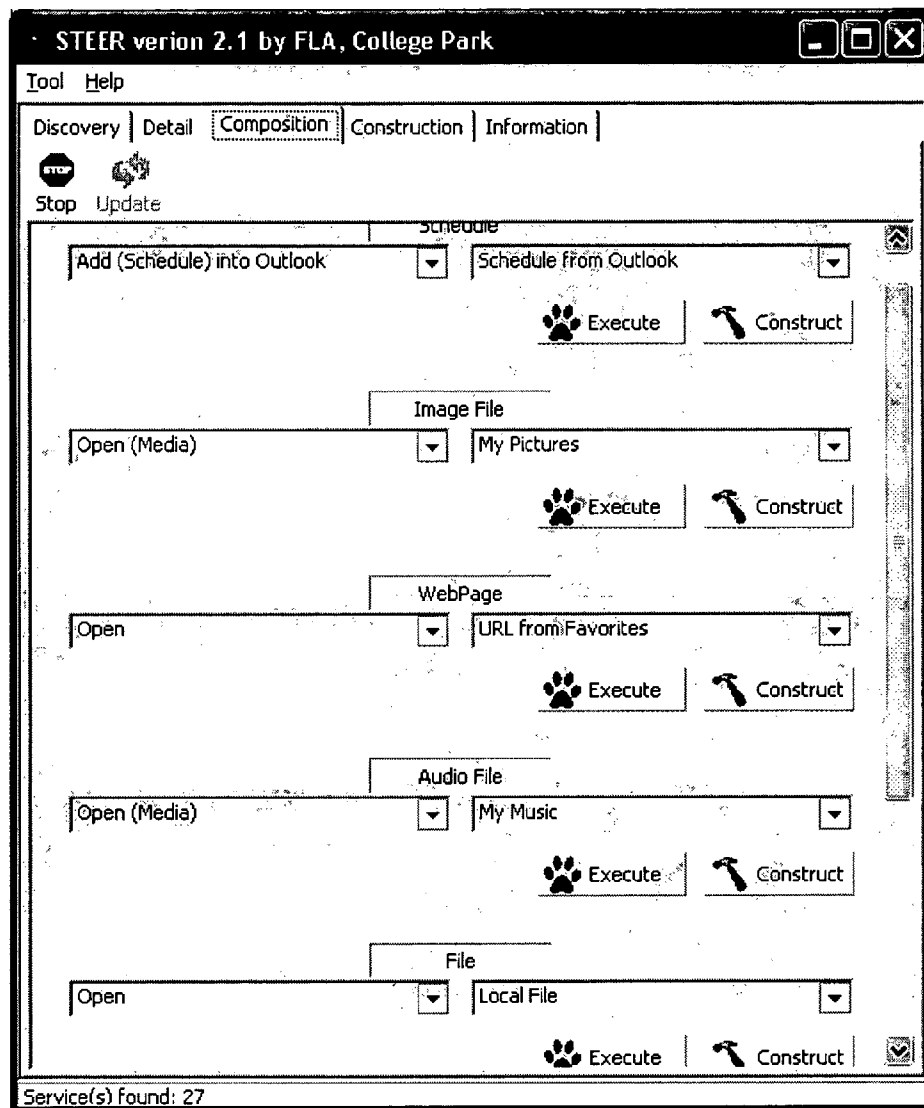 STEER verion 2.1 by FLA, College Park
Tool Help
Discovery Detail Composition Construction Information
STOP
Stop Update
Schedule
Add (Schedule) into Outlook Schedule from Outlook
Execute Construct
Image File
Open (Media) My Pictures
Execute Construct
WebPage
Open URL from Favorites
Execute Construct
Audio File
Open (Media) My Music
Execute Construct
File
Open Local File
Execute Construct
Service(s) found: 27